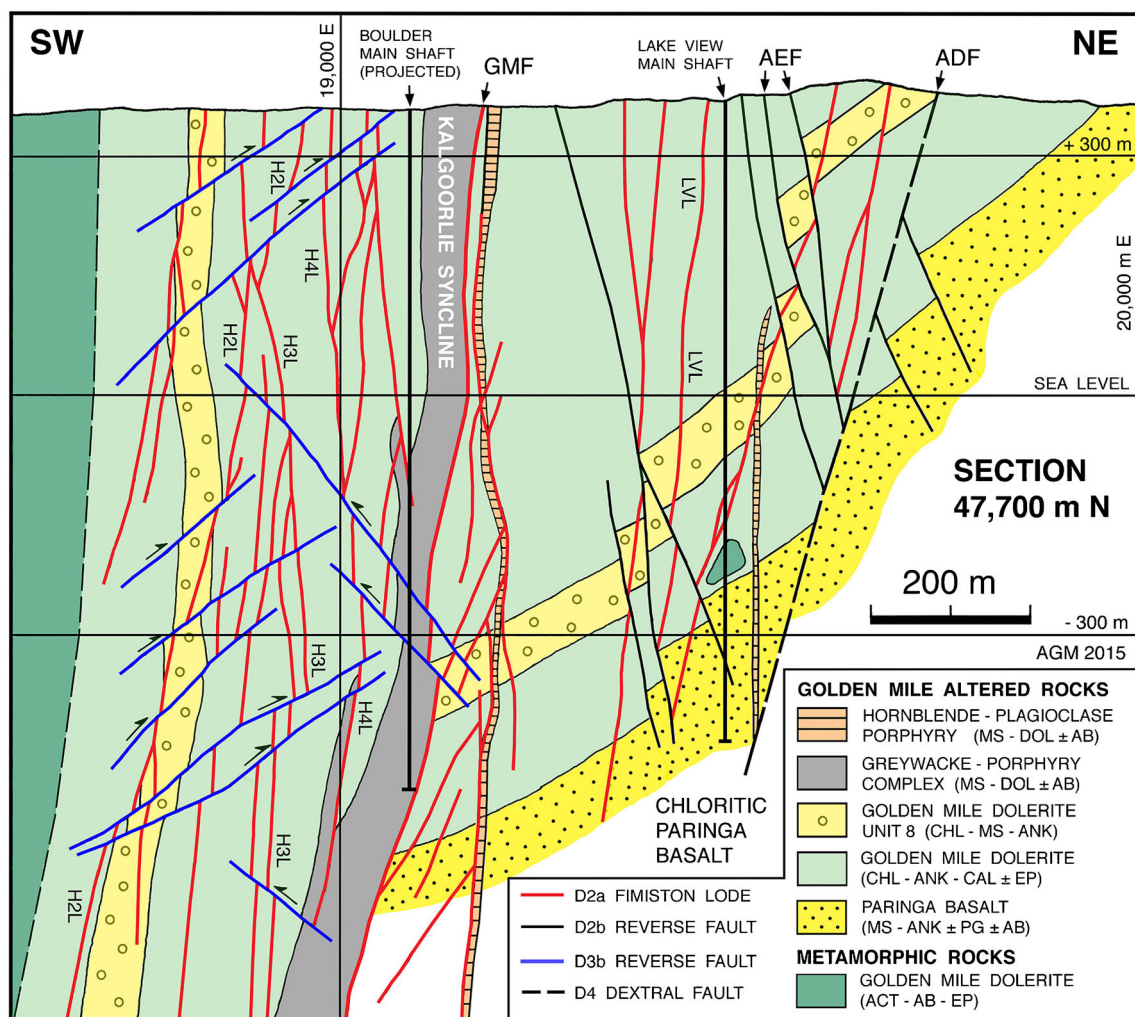 SW
NE
19,000 E
BOULDER
MAIN SHAFT
(PROJECTED)
GMF
LAKE VIEW
MAIN SHAFT
AEF
ADF
KALGOORLIE SYNCLINE
+ 300 m
H2L
H4L
LVL
20,000 m E
H2L
H3L
LVL
SEA LEVEL
SECTION
47,700 m N
200 m
- 300 m
AGM 2015
H3L
H4L
H3L
H2L
CHLORITIC
PARINGA
BASALT
GOLDEN MILE ALTERED ROCKS
HORNBLENDE - PLAGIOCLASE
PORPHYRY (MS - DOL ± AB)
GREYWACKE - PORPHYRY
COMPLEX (MS - DOL ± AB)
GOLDEN MILE DOLERITE
UNIT 8 (CHL - MS - ANK)
GOLDEN MILE DOLERITE
(CHL - ANK - CAL ± EP)
PARINGA BASALT
(MS - ANK ± PG ± AB)
METAMORPHIC ROCKS
GOLDEN MILE DOLERITE
(ACT - AB - EP)
D2a FIMISTON LODE
D2b REVERSE FAULT
D3b REVERSE FAULT
D4 DEXTRAL FAULT